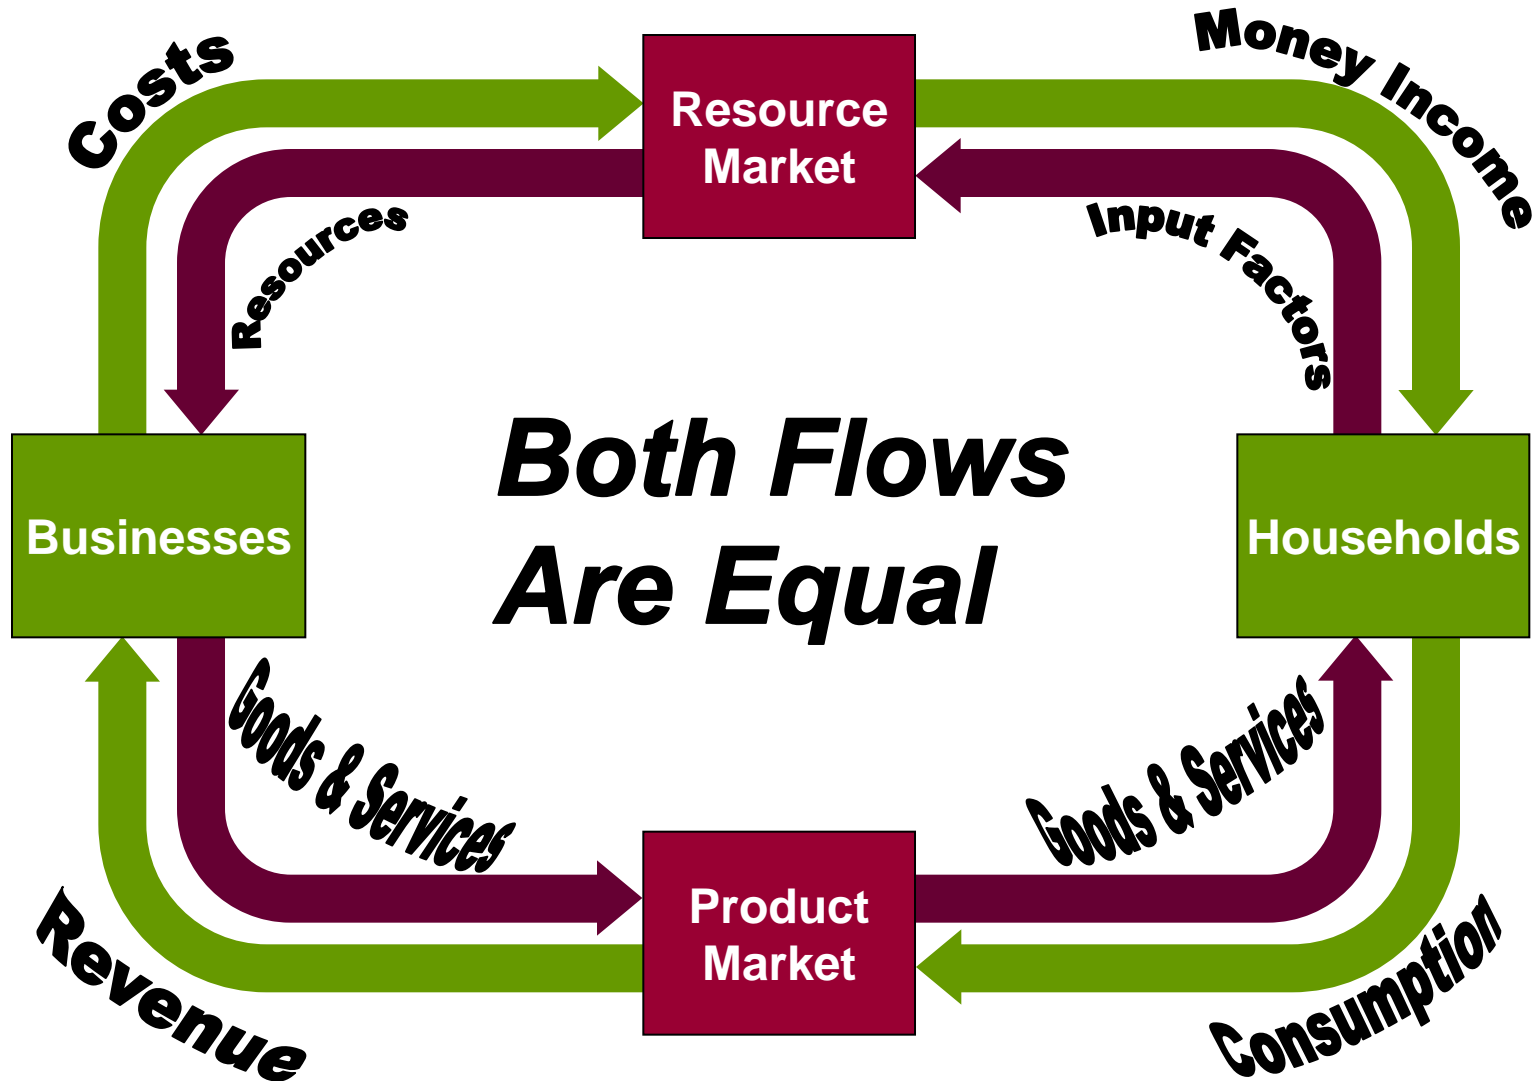 Costs
Money Income
Resource
Market
Resources
Input Factors
Both Flows
Are Equal
Businesses
Households
Goods & Services
Goods & Services
Product
Market
Revenue
Consumption